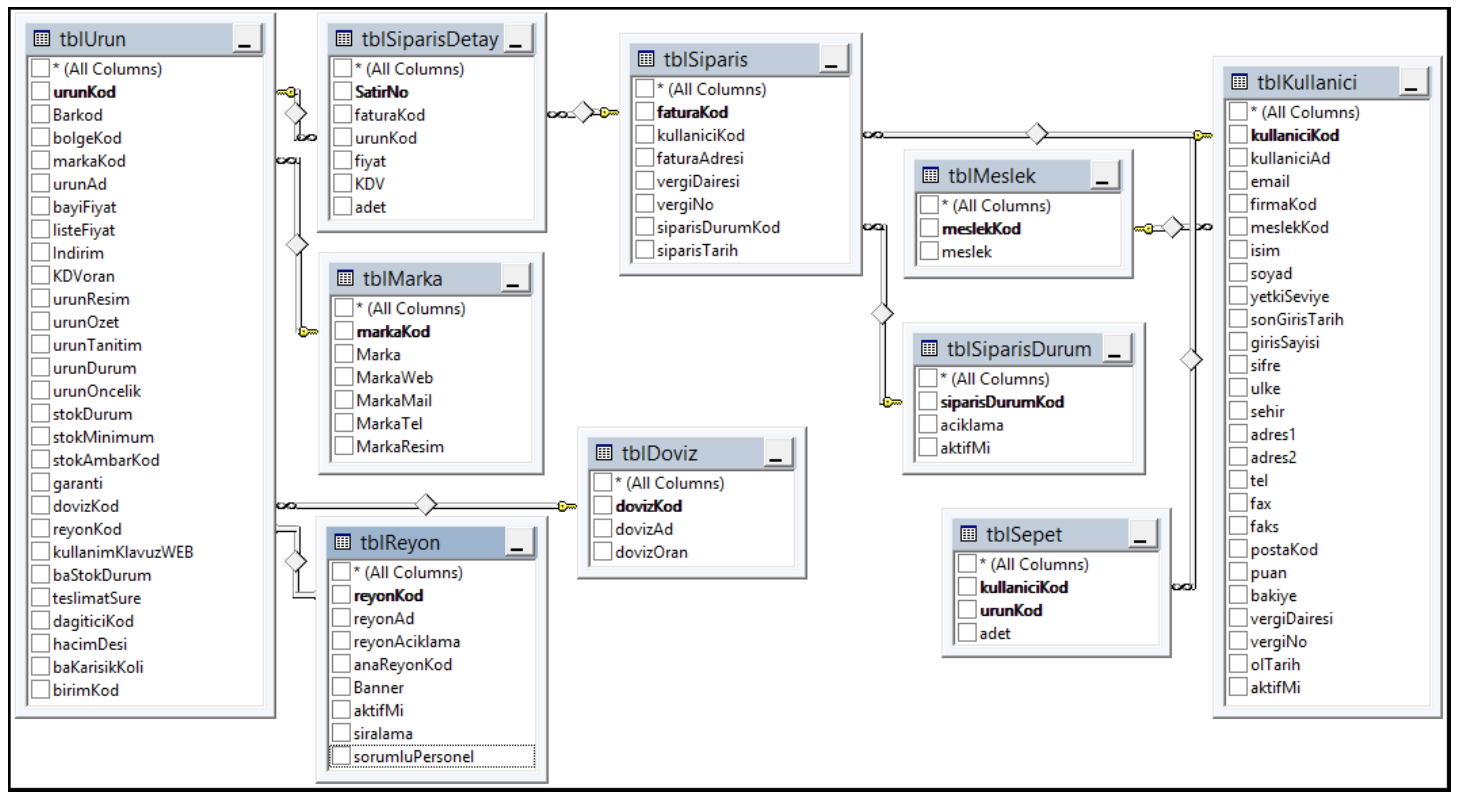 tblUrun
* (All Columns)
urunKod
Barkod
bolgeKod
markaKod
urunAd
bayiFiyat
listeFiyat
Indirim
KDVoran
urunResim
urunOzet
urunTanitim
urunDurum
urunOncelik
stokDurum
stokMinimum
stokAmbarKod
garanti
dovizKod
reyonKod
kullanimKlavuzWEB
baStokDurum
teslimatSure
dagiticiKod
hacimDesi
baKarisikKoli
birimKod
tblSiparisDetay
* (All Columns)
SatirNo
faturaKod
urunKod
fiyat
KDV
adet
tblMarka
* (All Columns)
markaKod
Marka
MarkaWeb
MarkaMail
MarkaTel
MarkaResim
tblReyon
* (All Columns)
reyonKod
reyonAd
reyonAciklama
anaReyonKod
Banner
aktifMi
siralama
sorumluPersonel
tblSiparis
* (All Columns)
faturaKod
kullaniciKod
faturaAdresi
vergiDairesi
vergiNo
siparisDurumKod
siparisTarih
tblDoviz
* (All Columns)
dovizKod
dovizAd
dovizOran
tblMeslek
* (All Columns)
meslekKod
meslek
tblSiparisDurum
* (All Columns)
siparisDurumKod
aciklama
aktifMi
tblSepet
* (All Columns)
kullaniciKod
urunKod
adet
tblKullanici
* (All Columns)
kullaniciKod
kullaniciAd
email
firmaKod
meslekKod
isim
soyad
yetkiSeviye
sonGirisTarih
girisSayisi
sifre
ulke
sehir
adres1
adres2
tel
fax
faks
postaKod
puan
bakiye
vergiDairesi
vergiNo
olTarih
aktifMi